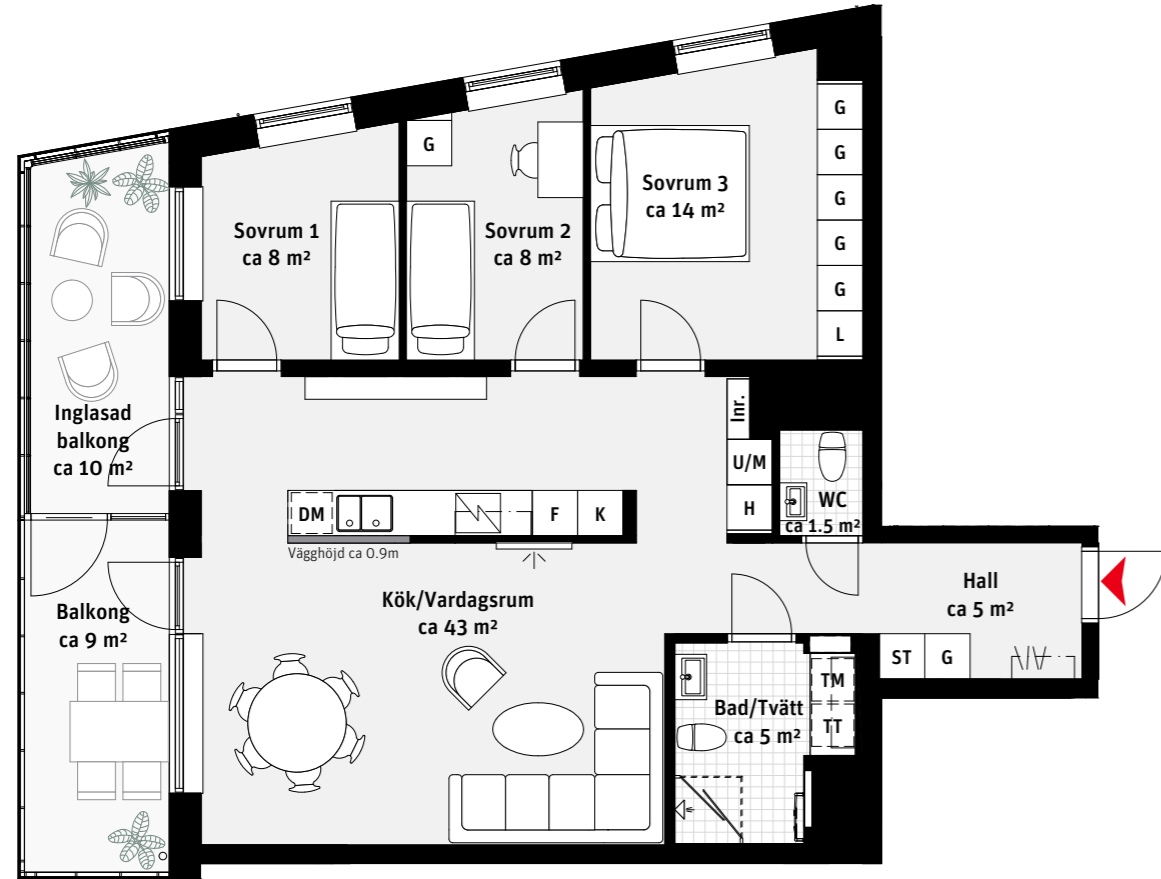 G
G
G
G
G
G
L
Sovrum 1
ca 8 m²
Sovrum 2
ca 8 m²
Sovrum 3
ca 14 m²
Inglasad
balkong
ca 10 m²
Inr.
U/M
H
WC
ca 1.5 m²
DM
F
K
Vägghöjd ca 0.9m
Kök/Vardagsrum
ca 43 m²
Hall
ca 5 m²
ST
G
Balkong
ca 9 m²
Bad/Tvätt
ca 5 m²
TM
TT